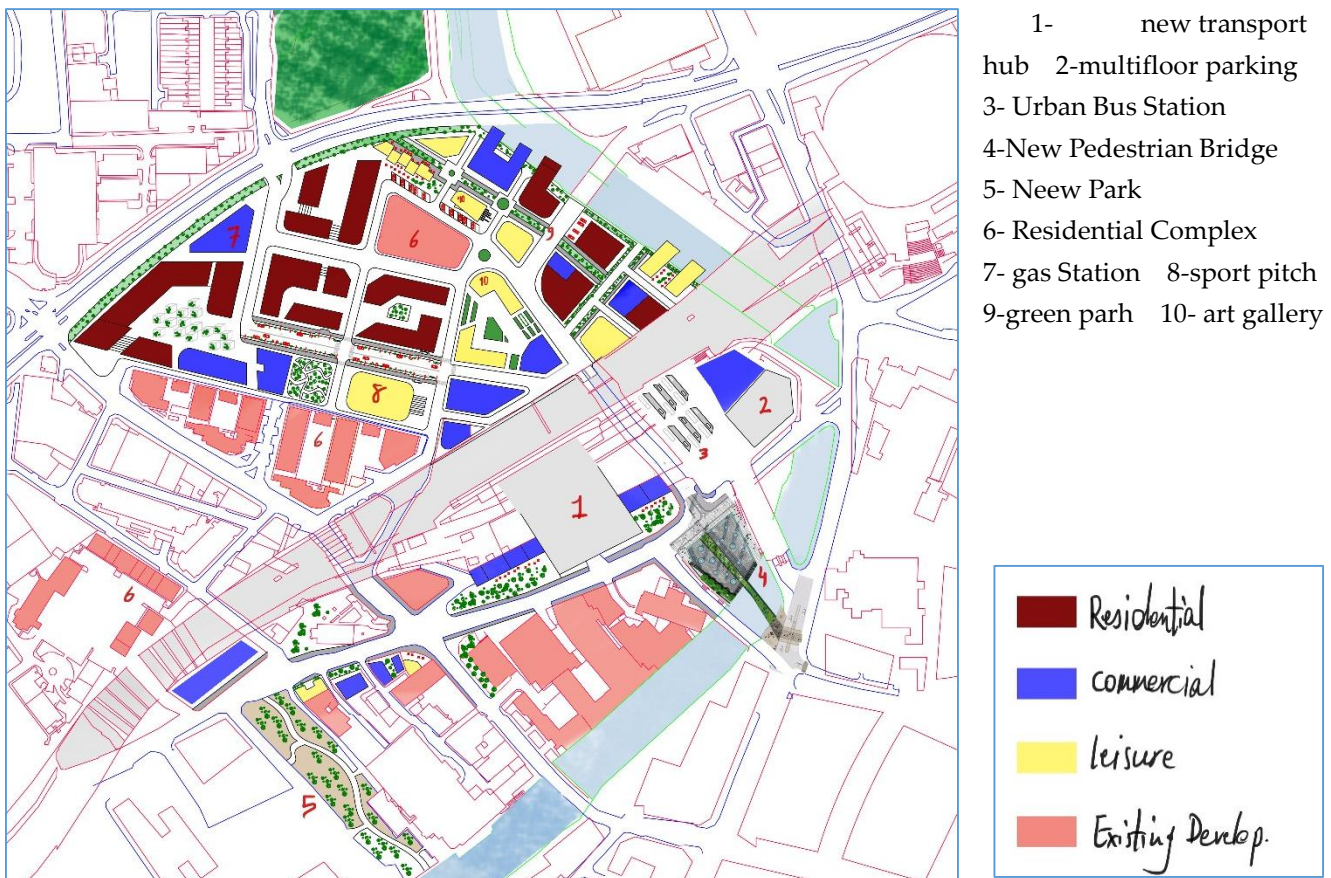 1- new transport
hub 2-multifloor parking
3- Urban Bus Station
4-New Pedestrian Bridge
5- Neew Park
6- Residential Complex
7- gas Station 8-sport pitch
9-green parh 10- art gallery
10
9
7
6
10
8
2
6
3
1
6
4
5
Residential
commercial
leisure
Existing Develop.